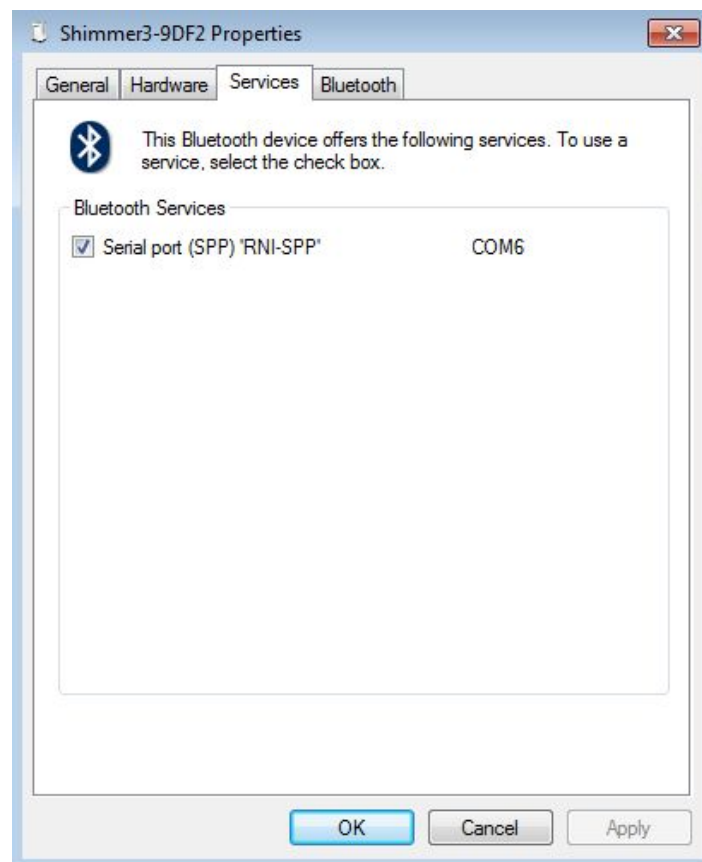 Shimmer3-9DF2 Properties
General Hardware Services Bluetooth
This Bluetooth device offers the following services. To use a
service, select the check box.
Bluetooth Services
Serial port (SPP) 'RNI-SPP' COM6
OK Cancel Apply